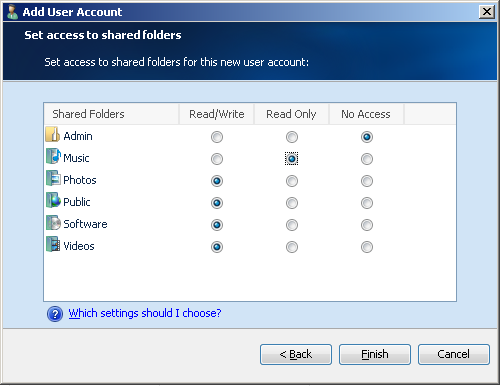 Add User Account
Set access to shared folders
Set access to shared folders for this new user account:
Shared Folders Read/Write Read Only No Access
Admin
Music
Photos
Public
Software
Videos
Which settings should I choose?
< Back Finish Cancel